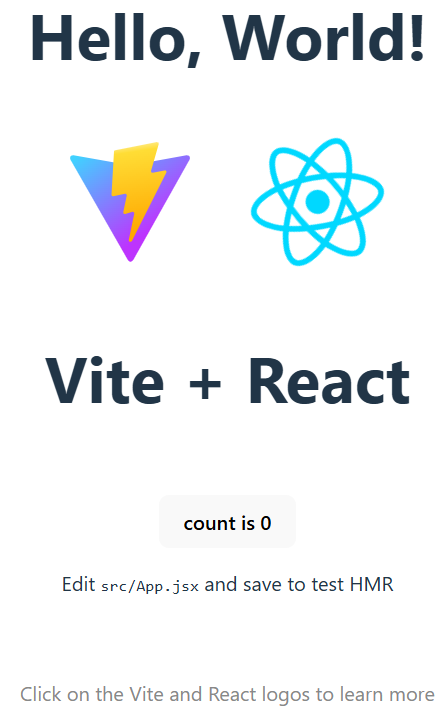 Hello, World!
Vite + React
count is 0
Edit src/App.jsx and save to test HMR
Click on the Vite and React logos to learn more